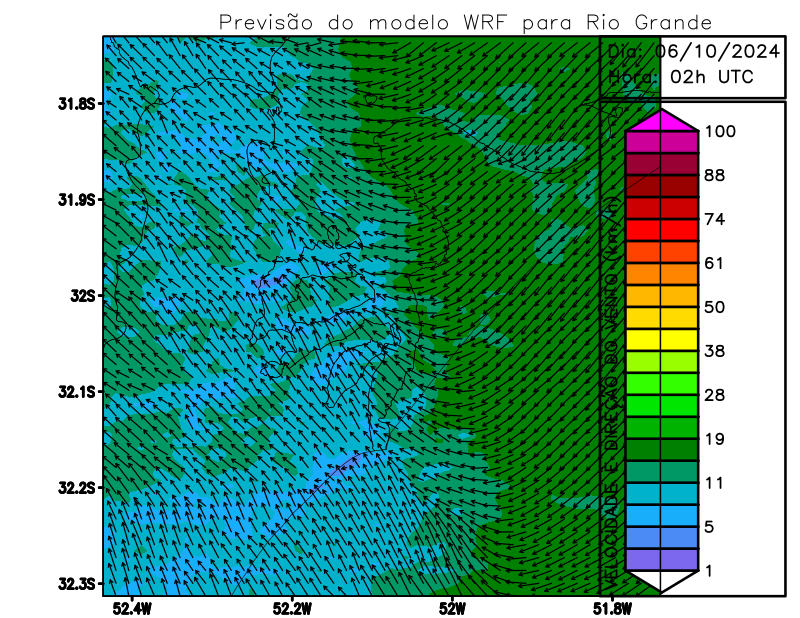 Previsão do modelo WRF para Rio Grande
Dia: 06/10/2024
Hora: 02h UTC
31.8S
31.9S
32S
32.1S
32.2S
32.3S
52.4W
52.2W
52W
51.8W
VELOCIDADE E DIREÇÃO DO VENTO (km/h)
100
88
74
61
50
38
28
19
11
5
1